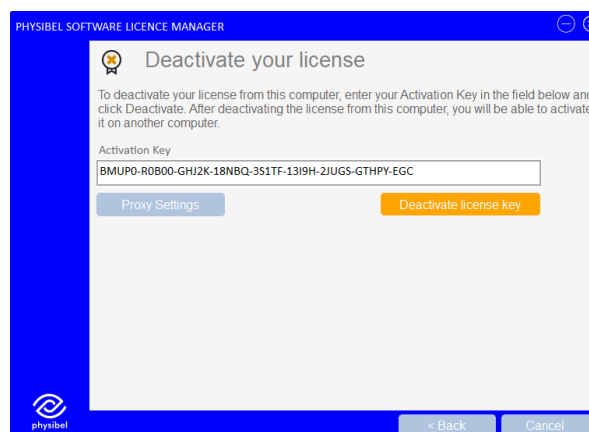 PHYSIBEL SOFTWARE LICENCE MANAGER
Deactivate your license
To deactivate your license from this computer, enter your Activation Key in the field below and
click Deactivate. After deactivating the license from this computer, you will be able to activate
it on another computer.
Activation Key
BMUP0-R0B00-GHJ2K-18NBQ-3S1TF-13I9H-2JUGS-GTHPY-EGC
Proxy Settings
Deactivate license key
physibel
< Back
Cancel